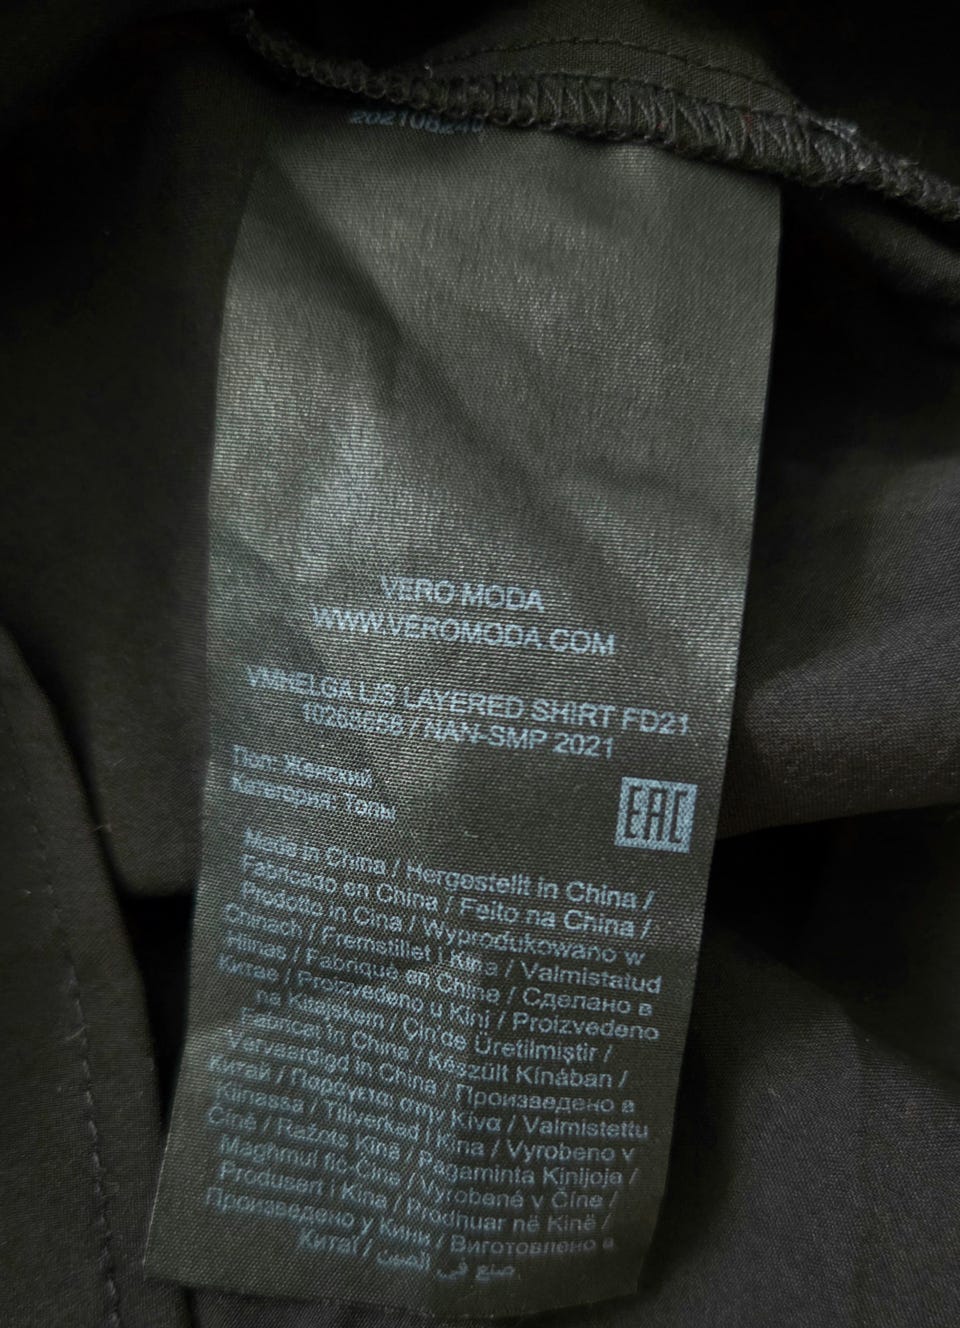 VERO MODA
WWW.VEROMODA.COM
VMHELGA L/S LAYERED SHIRT FD21
/ NAN-SMP 2021
Пол: Женский
Категория: Топы
EAC
Made in China / Hergestellt in China /
Fabricado en China / Feito na China /
Prodotto in Cina / Wyprodukowano w
Chinach / Fremstillet i Kina / Valmistatud
Hiinas / Fabriqué en Chine / Сделано в
Китае / Proizvedeno u Kini / Proizvedeno
na Kitajskem / Çin'de Üretilmiştir /
Fabricat în China / Készült Kínában /
Vervaardigd in China / Произведено в
Китай / Παράγεται στην Κίνα / Valmistettu
Kiinassa / Tillverkad i Kina / Vyrobeno v
Číně / Ražots Ķīnā / Pagaminta Kinijoje /
Maghmul fiċ-Ċina / Vyrobené v Číne /
Produsert i Kina / Prodhuar në Kinë /
Произведено у Кини / Виготовлено в
Китаї / صنع في الصين